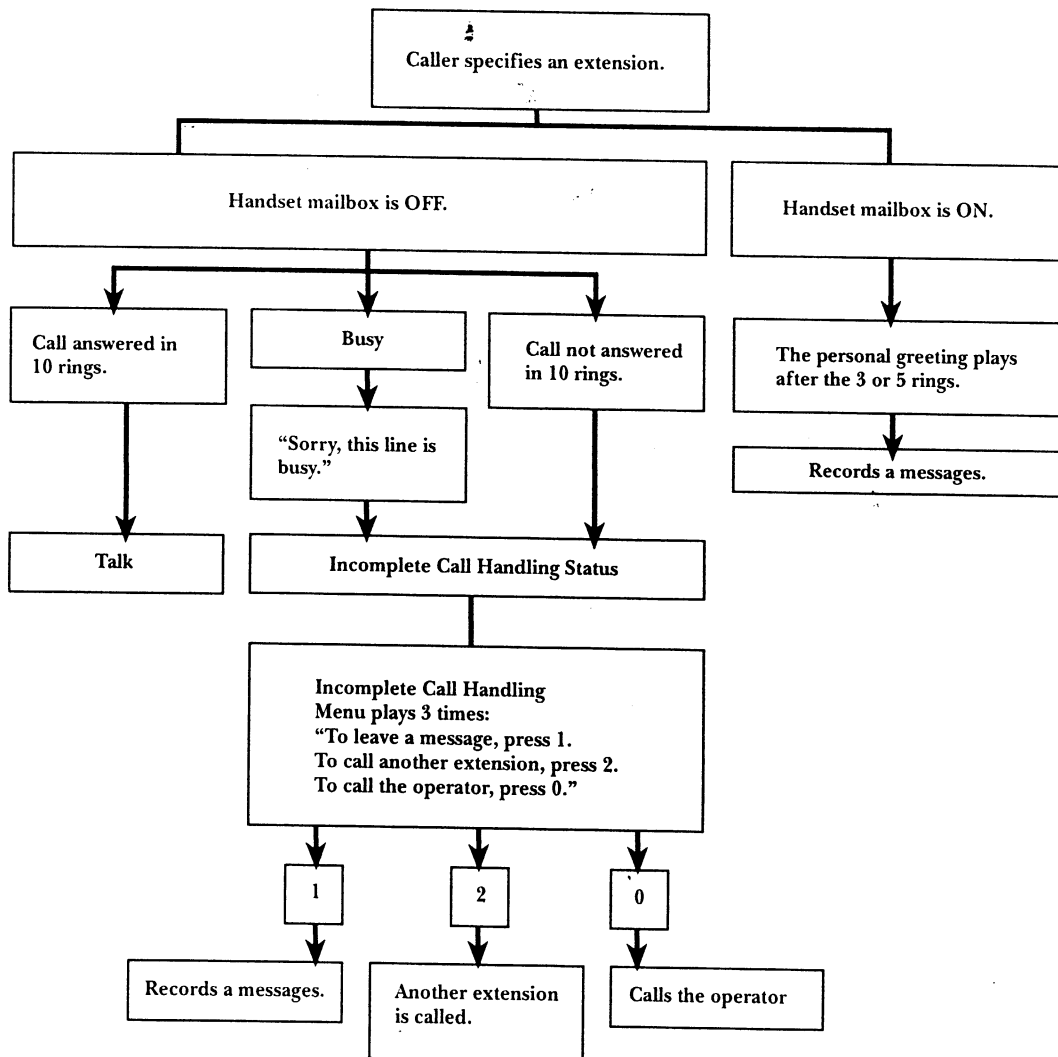 Caller specifies an extension.
Handset mailbox is OFF.
Handset mailbox is ON.
Call answered in
10 rings.
Busy
Call not answered
in 10 rings.
The personal greeting plays
after the 3 or 5 rings.
“Sorry, this line is
busy.”
Records a messages.
Talk
Incomplete Call Handling Status
Incomplete Call Handling
Menu plays 3 times:
“To leave a message, press 1.
To call another extension, press 2.
To call the operator, press 0.”
1
2
0
Records a messages.
Another extension
is called.
Calls the operator